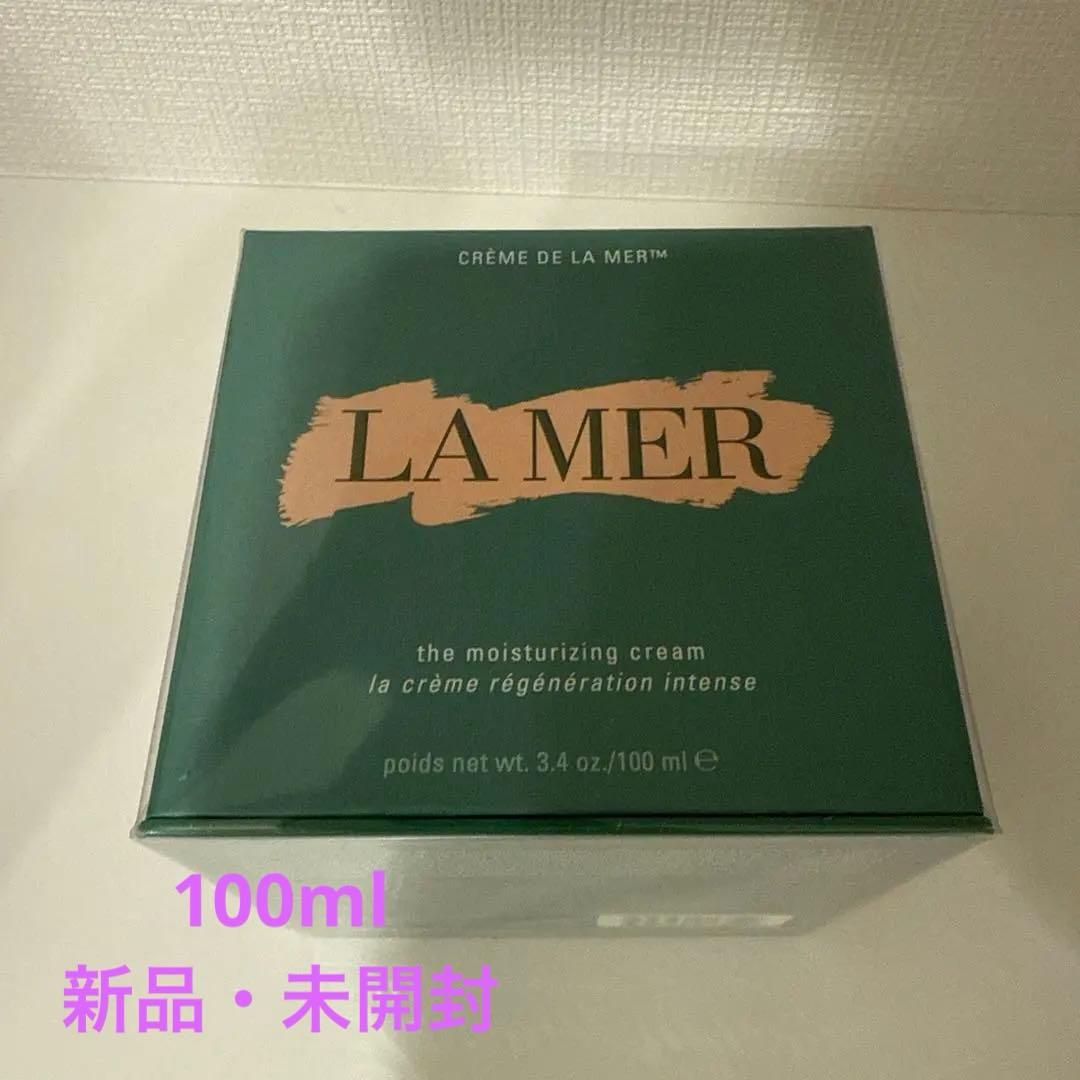 CRÈME DE LA MER™
LA MER
the moisturizing cream
la crème régénération intense
poids net wt. 3.4 oz./100 ml ℮
100ml
新品・未開封